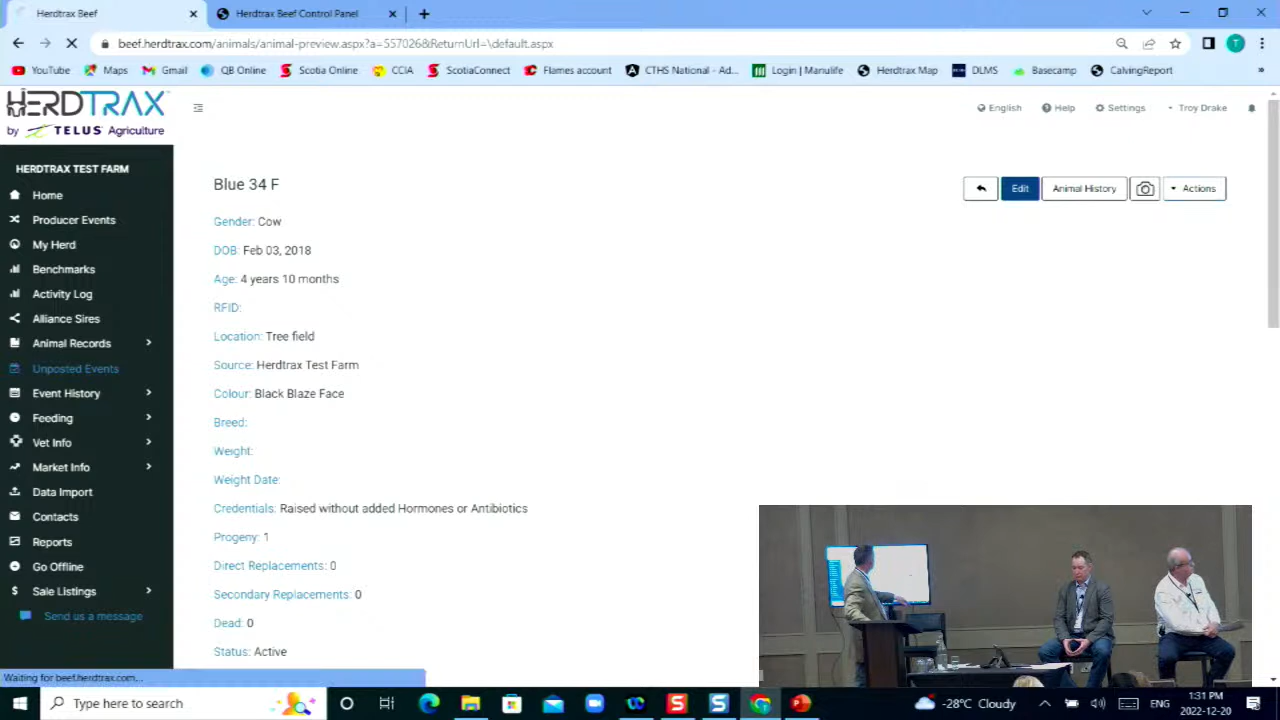 Herdtrax Beef
Herdtrax Beef Control Panel
beef.herdtrax.com/animals/animal-preview.aspx?a=5570268&ReturnUrl=\default.aspx
YouTube Maps Gmail QB Online Scotia Online CCIA ScotiaConnect Flames account CTHS National - Ad... Login | Manulife Herdtrax Map DLMS Basecamp CalvingReport »
HERDTRAX
by TELUS Agriculture
English Help Settings Troy Drake
HERDTRAX TEST FARM
Home
Producer Events
My Herd
Benchmarks
Activity Log
Alliance Sires
Animal Records
Unposted Events
Event History
Feeding
Vet Info
Market Info
Data Import
Contacts
Reports
Go Offline
Sale Listings
Send us a message
Blue 34 F
Edit Animal History Actions
Gender: Cow
DOB: Feb 03, 2018
Age: 4 years 10 months
RFID:
Location: Tree field
Source: Herdtrax Test Farm
Colour: Black Blaze Face
Breed:
Weight:
Weight Date:
Credentials: Raised without added Hormones or Antibiotics
Progeny: 1
Direct Replacements: 0
Secondary Replacements: 0
Dead: 0
Status: Active
Waiting for beef.herdtrax.com...
Type here to search
-28°C Cloudy
ENG
1:31 PM
2022-12-20